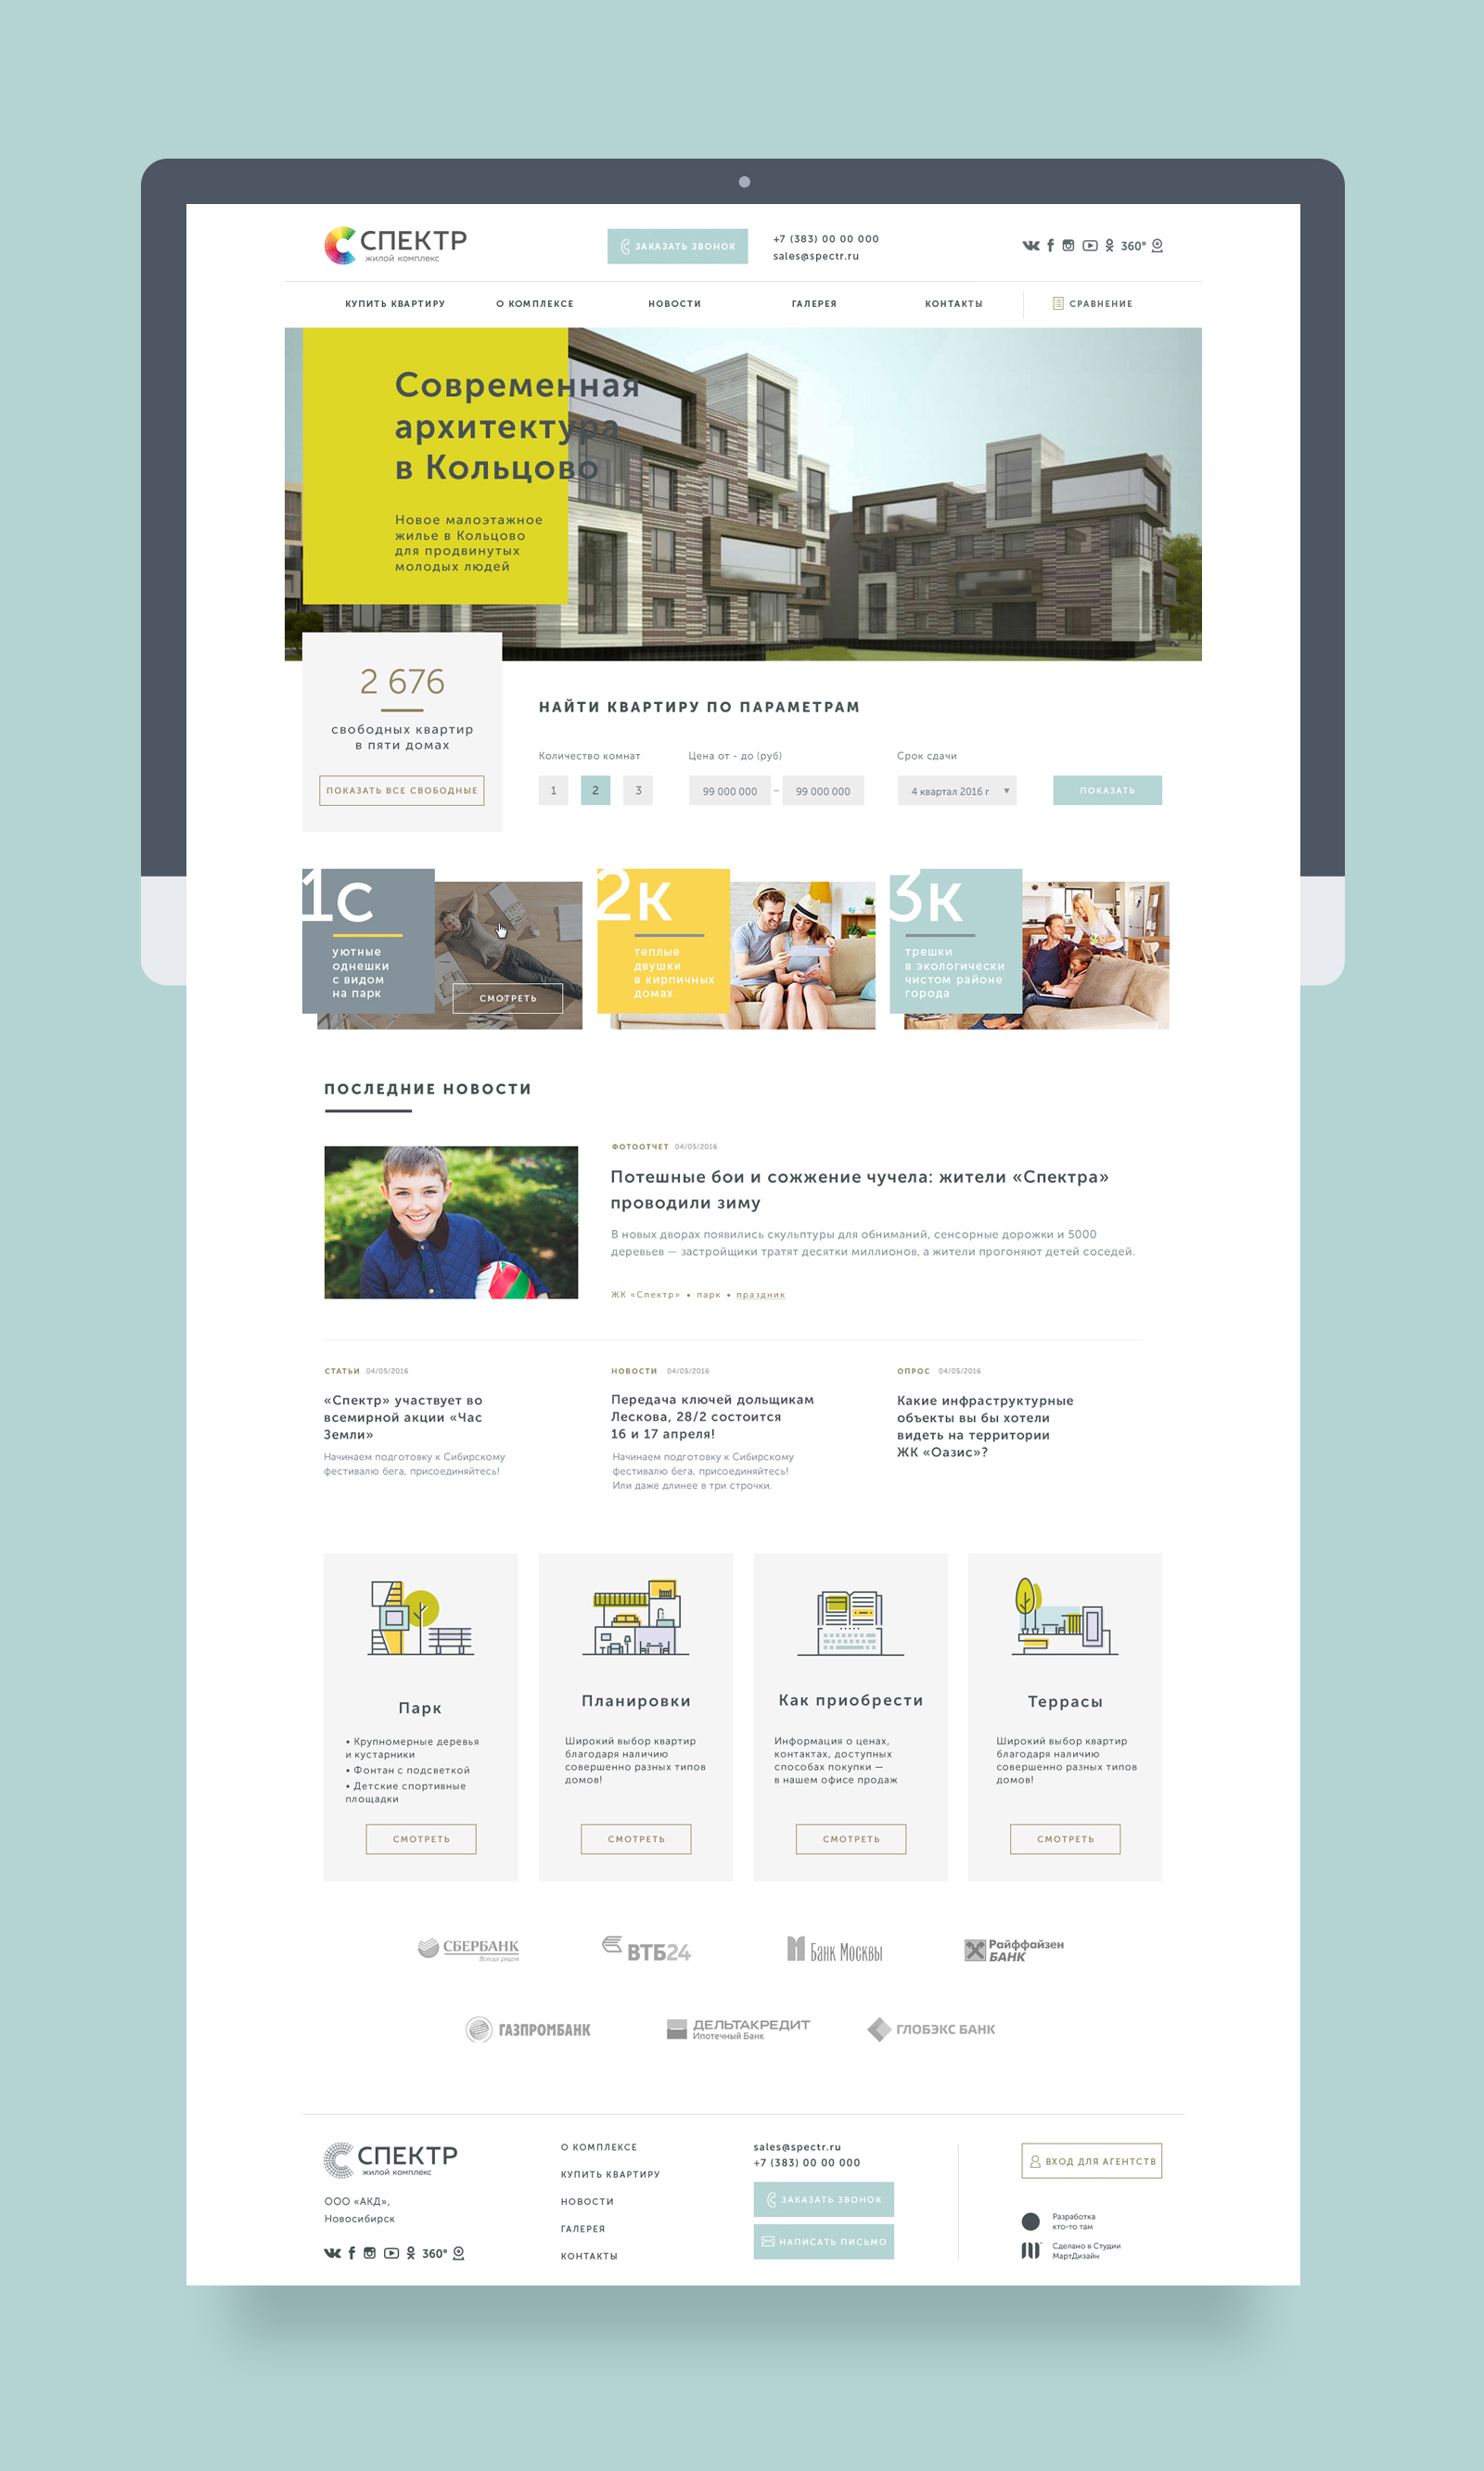 СПЕКТР
жилой комплекс
ЗАКАЗАТЬ ЗВОНОК
+7 (383) 00 00 000
sales@spectr.ru
360°
КУПИТЬ КВАРТИРУ
О КОМПЛЕКСЕ
НОВОСТИ
ГАЛЕРЕЯ
КОНТАКТЫ
СРАВНЕНИЕ
Современная
архитектура
в Кольцово
Новое малоэтажное
жилье в Кольцово
для продвинутых
молодых людей
2 676
свободных квартир
в пяти домах
ПОКАЗАТЬ ВСЕ СВОБОДНЫЕ
НАЙТИ КВАРТИРУ ПО ПАРАМЕТРАМ
Количество комнат
1 2 3
Цена от - до (руб)
99 000 000 – 99 000 000
Срок сдачи
4 квартал 2016 г
ПОКАЗАТЬ
1С
уютные
однешки
с видом
на парк
СМОТРЕТЬ
2К
теплые
двушки
в кирпичных
домах
3К
трешки
в экологически
чистом районе
города
ПОСЛЕДНИЕ НОВОСТИ
ФОТООТЧЕТ 04/05/2016
Потешные бои и сожжение чучела: жители «Спектра»
проводили зиму
В новых дворах появились скульптуры для обниманий, сенсорные дорожки и 5000
деревьев — застройщики тратят десятки миллионов, а жители прогоняют детей соседей.
ЖК «Спектр» • парк • праздник
СТАТЬИ 04/05/2016
«Спектр» участвует во
всемирной акции «Час
Земли»
Начинаем подготовку к Сибирскому
фестивалю бега, присоединяйтесь!
НОВОСТИ 04/05/2016
Передача ключей дольщикам
Лескова, 28/2 состоится
16 и 17 апреля!
Начинаем подготовку к Сибирскому
фестивалю бега, присоединяйтесь!
Или даже длинее в три строчки.
ОПРОС 04/05/2016
Какие инфраструктурные
объекты вы бы хотели
видеть на территории
ЖК «Оазис»?
Парк
• Крупномерные деревья
и кустарники
• Фонтан с подсветкой
• Детские спортивные
площадки
СМОТРЕТЬ
Планировки
Широкий выбор квартир
благодаря наличию
совершенно разных типов
домов!
СМОТРЕТЬ
Как приобрести
Информация о ценах,
контактах, доступных
способах покупки —
в нашем офисе продаж
СМОТРЕТЬ
Террасы
Широкий выбор квартир
благодаря наличию
совершенно разных типов
домов!
СМОТРЕТЬ
СБЕРБАНК
Всегда рядом
ВТБ24
Банк Москвы
Райффайзен
БАНК
ГАЗПРОМБАНК
ДЕЛЬТАКРЕДИТ
Ипотечный Банк
ГЛОБЭКС БАНК
СПЕКТР
жилой комплекс
ООО «АКД»,
Новосибирск
360°
О КОМПЛЕКСЕ
КУПИТЬ КВАРТИРУ
НОВОСТИ
ГАЛЕРЕЯ
КОНТАКТЫ
sales@spectr.ru
+7 (383) 00 00 000
ЗАКАЗАТЬ ЗВОНОК
НАПИСАТЬ ПИСЬМО
ВХОД ДЛЯ АГЕНТСТВ
Разработка
кто-то там
Сделано в Студии
МартДизайн